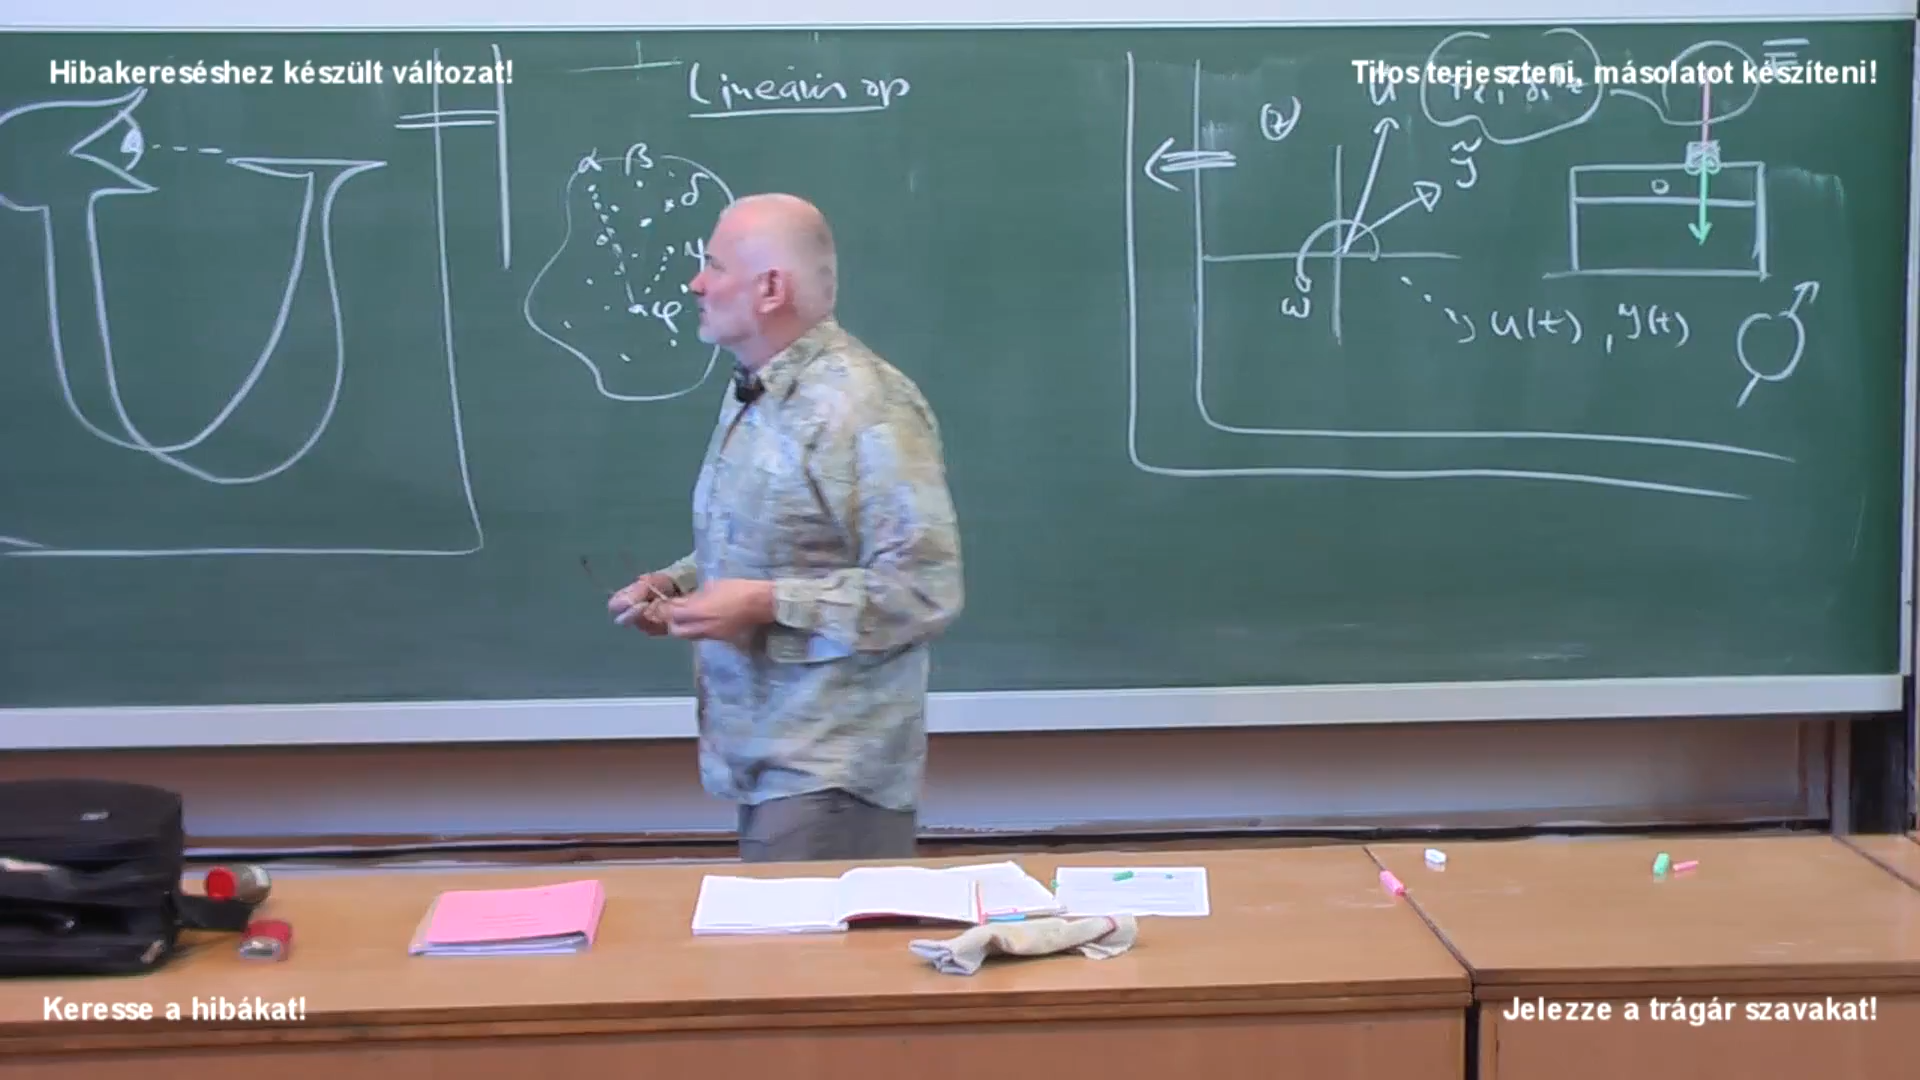 Hibakereséshez készült változat!
Tilos terjeszteni, másolatot készíteni!
Lineáris op
α β
δ
φ
u
ỹ
ω
u(t), y(t)
Keresse a hibákat!
Jelezze a trágár szavakat!